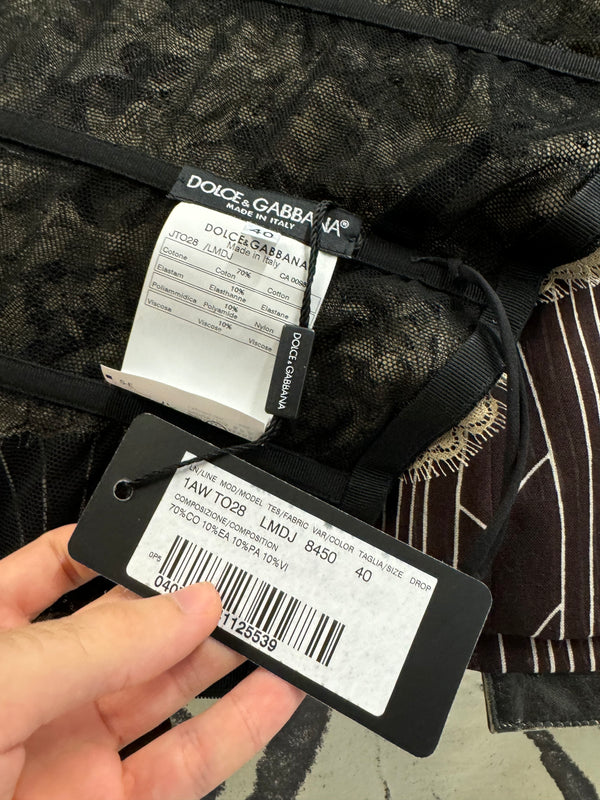 DOLCE & GABBANA®
MADE IN ITALY
40
DOLCE & GABBANA
Made in Italy
JTO28 /LMDJ
Cotone Coton 70% Cotton
Elastam Elasthanne 10% Elastane
Poliammidica Polyamide 10% Nylon
Viscosa Viscose 10% Viscose
DOLCE & GABBANA
LN/LINE MOD/MODEL TES/FABRIC VAR/COLOR TAGLIA/SIZE DROP
1AW TO28 LMDJ 8450 40
COMPOSIZIONE/COMPOSITION
70%CO 10%EA 10%PA 10%VI
1125539